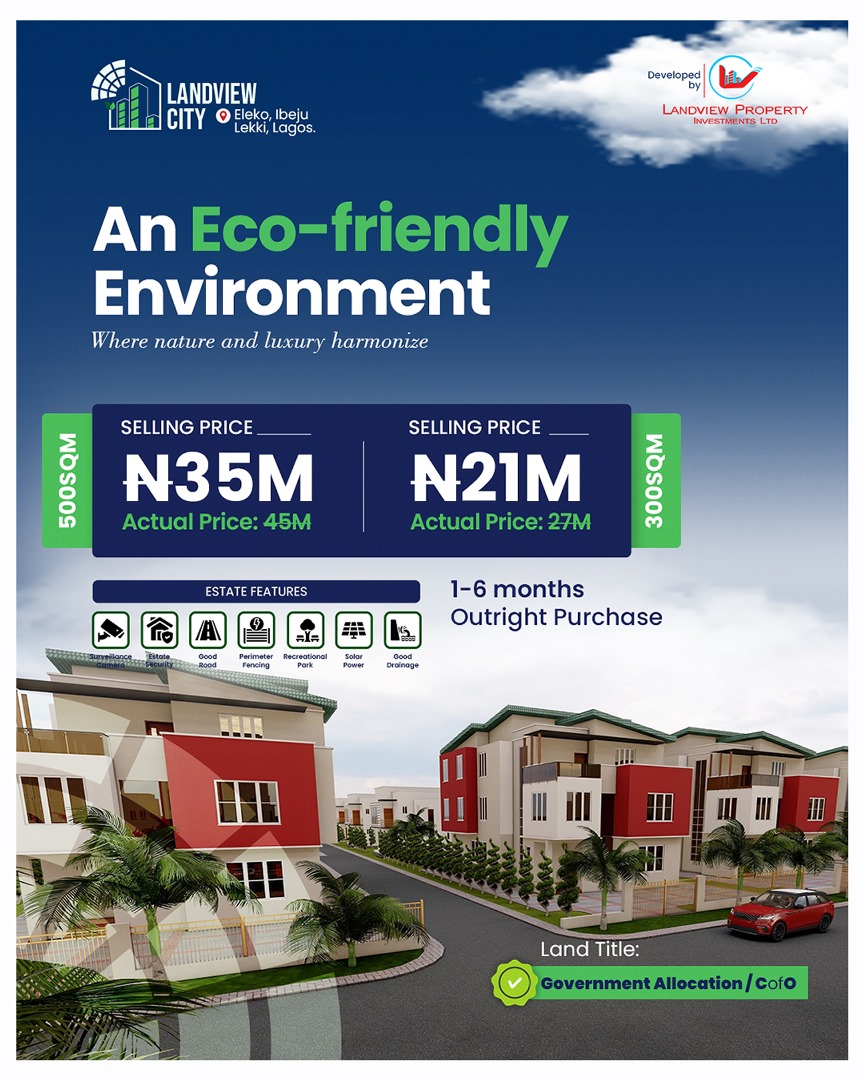 LANDVIEW
CITY
Eleko, Ibeju
Lekki, Lagos.
Developed
by
LANDVIEW PROPERTY
INVESTMENTS LTD
An Eco-friendly
Environment
Where nature and luxury harmonize
500SQM
SELLING PRICE
₦35M
Actual Price: 45M
SELLING PRICE
₦21M
Actual Price: 27M
300SQM
ESTATE FEATURES
Surveillance
Camera
Estate
Security
Good
Road
Perimeter
Fencing
Recreational
Park
Solar
Power
Good
Drainage
1-6 months
Outright Purchase
Land Title:
Government Allocation / CofO